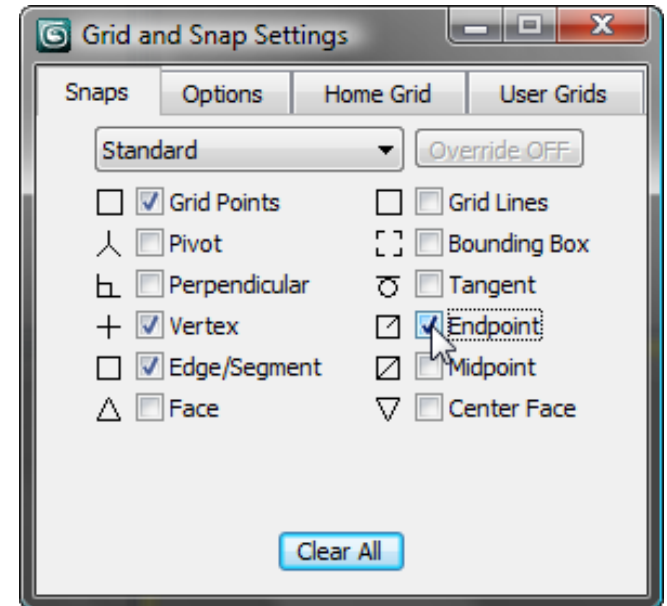 Grid and Snap Settings
Snaps Options Home Grid User Grids
Standard Override OFF
Grid Points Grid Lines
Pivot Bounding Box
Perpendicular Tangent
Vertex Endpoint
Edge/Segment Midpoint
Face Center Face
Clear All